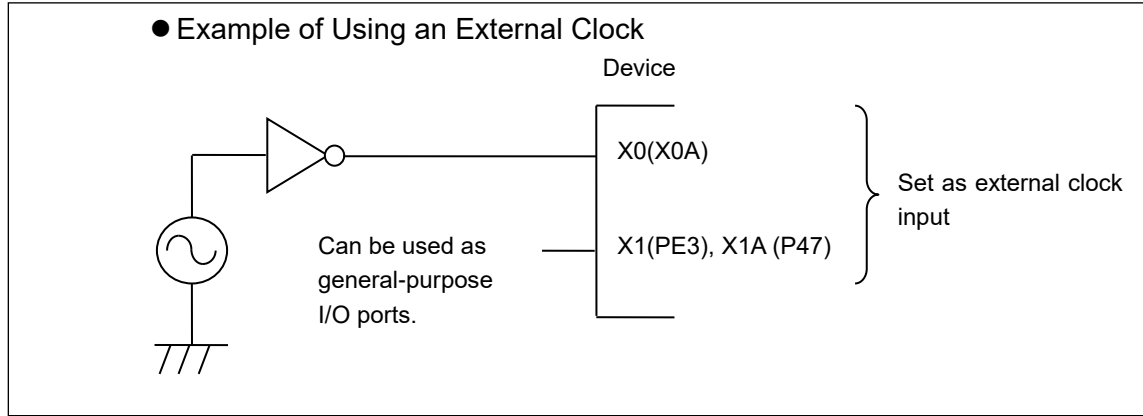 ● Example of Using an External Clock
Device
X0(X0A)
Set as external clock
input
Can be used as
general-purpose
I/O ports.
X1(PE3), X1A (P47)